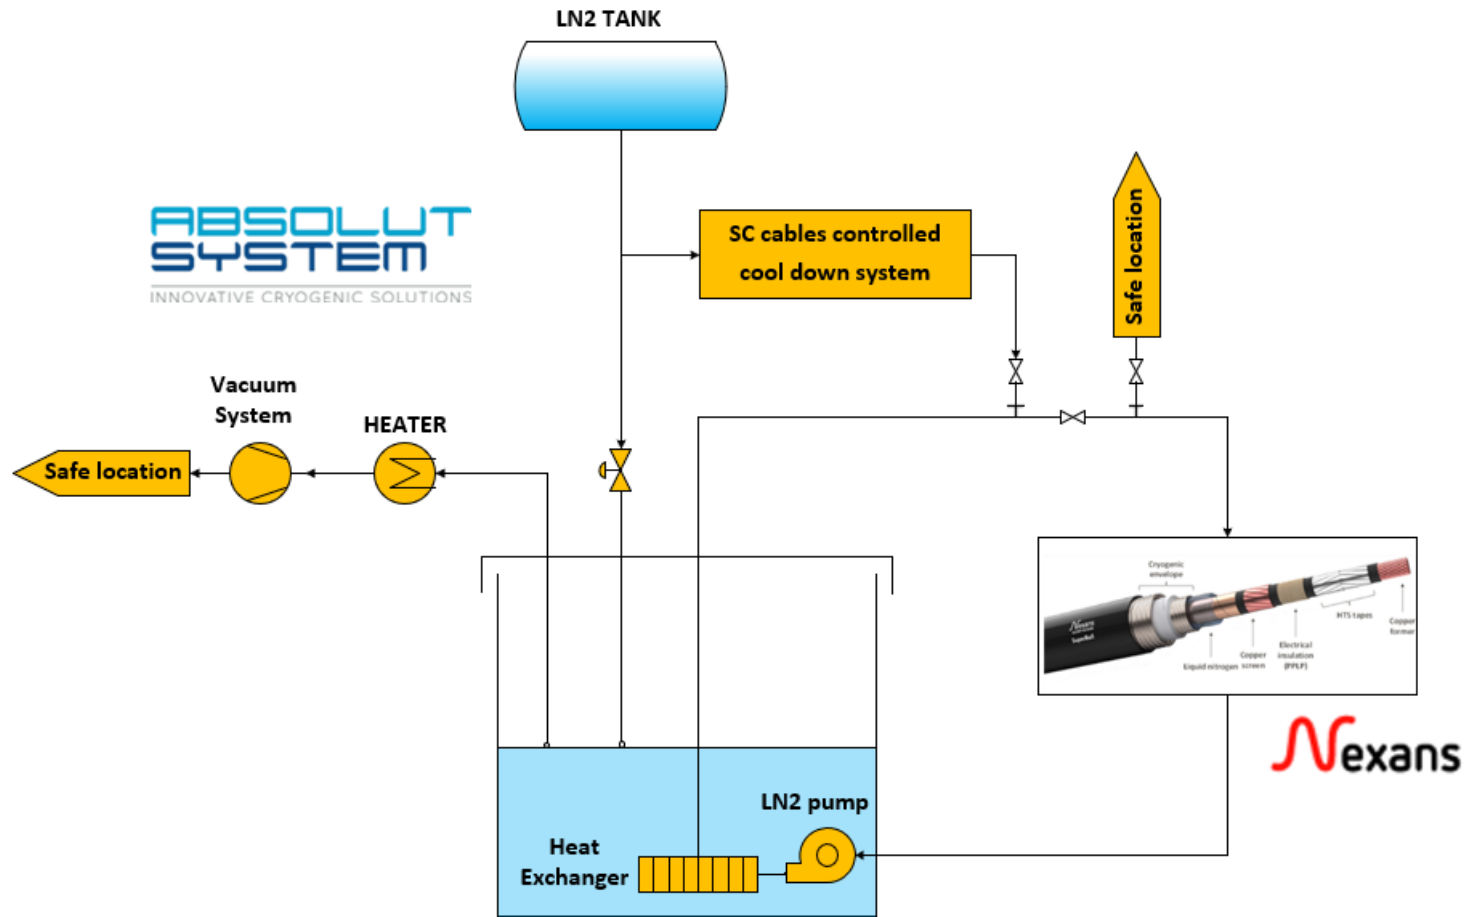 LN2 TANK
ABSOLUT
SYSTEM
INNOVATIVE CRYOGENIC SOLUTIONS
SC cables controlled
cool down system
Safe location
Vacuum
System
HEATER
Safe location
Cryogenic
envelope
Nexans
HTS tapes
Copper
former
Electrical
insulation
(PPLP)
Copper
screen
Liquid nitrogen
Nexans
LN2 pump
Heat
Exchanger